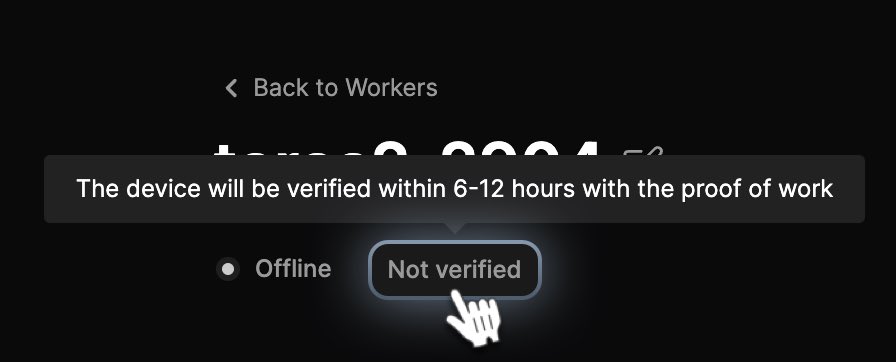 Back to Workers
The device will be verified within 6-12 hours with the proof of work
Offline
Not verified